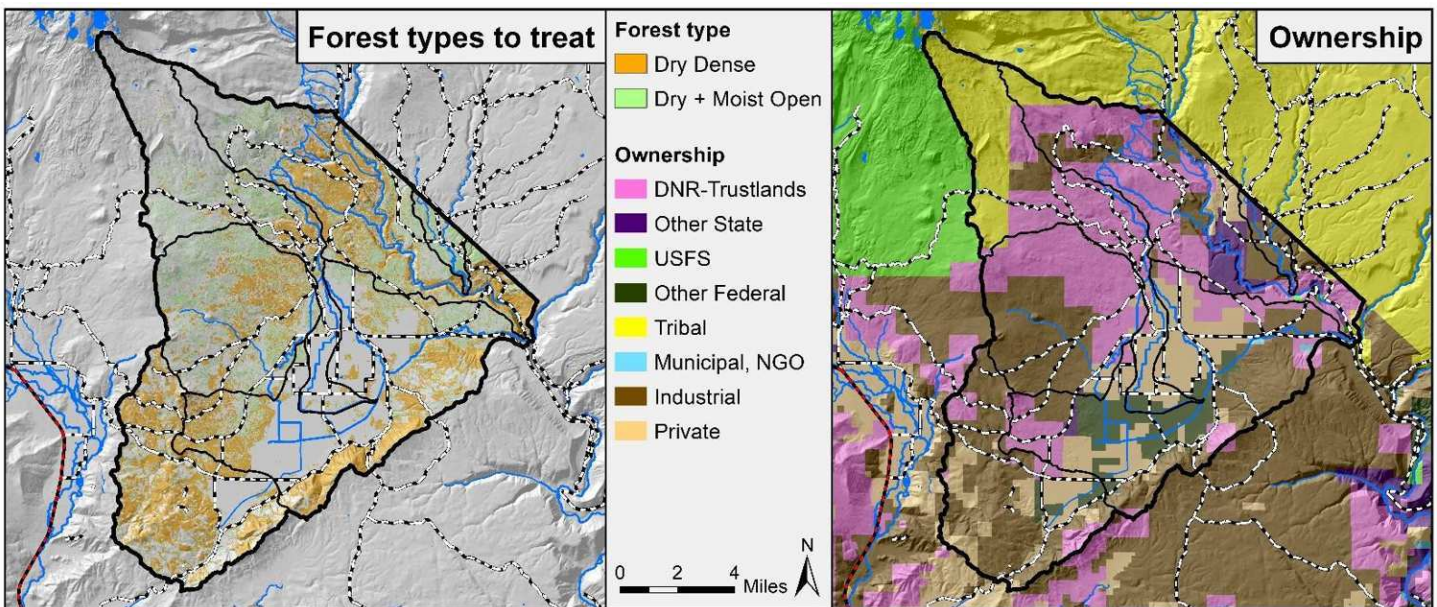 Forest types to treat
Forest type
Dry Dense
Dry + Moist Open
Ownership
DNR-Trustlands
Other State
USFS
Other Federal
Tribal
Municipal, NGO
Industrial
Private
N
0 2 4
Miles
Ownership